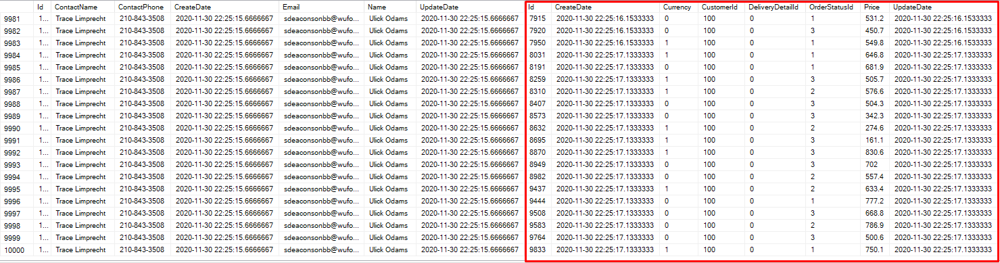 Id ContactName ContactPhone CreateDate Email Name UpdateDate Id CreateDate Currency CustomerId DeliveryDetailId OrderStatusId Price UpdateDate
9981 1... Trace Limprecht 210-843-3508 2020-11-30 22:25:15.6666667 sdeaconsonbb@wufo... Ulick Odams 2020-11-30 22:25:15.6666667 7915 2020-11-30 22:25:16.1533333 0 100 0 1 531.2 2020-11-30 22:25:16.1533333
9982 1... Trace Limprecht 210-843-3508 2020-11-30 22:25:15.6666667 sdeaconsonbb@wufo... Ulick Odams 2020-11-30 22:25:15.6666667 7920 2020-11-30 22:25:16.1533333 0 100 0 3 450.7 2020-11-30 22:25:16.1533333
9983 1... Trace Limprecht 210-843-3508 2020-11-30 22:25:15.6666667 sdeaconsonbb@wufo... Ulick Odams 2020-11-30 22:25:15.6666667 7950 2020-11-30 22:25:16.1533333 1 100 0 1 549.8 2020-11-30 22:25:16.1533333
9984 1... Trace Limprecht 210-843-3508 2020-11-30 22:25:15.6666667 sdeaconsonbb@wufo... Ulick Odams 2020-11-30 22:25:15.6666667 8031 2020-11-30 22:25:17.1333333 1 100 0 1 646.8 2020-11-30 22:25:17.1333333
9985 1... Trace Limprecht 210-843-3508 2020-11-30 22:25:15.6666667 sdeaconsonbb@wufo... Ulick Odams 2020-11-30 22:25:15.6666667 8191 2020-11-30 22:25:17.1333333 0 100 0 1 681.9 2020-11-30 22:25:17.1333333
9986 1... Trace Limprecht 210-843-3508 2020-11-30 22:25:15.6666667 sdeaconsonbb@wufo... Ulick Odams 2020-11-30 22:25:15.6666667 8259 2020-11-30 22:25:17.1333333 1 100 0 3 505.7 2020-11-30 22:25:17.1333333
9987 1... Trace Limprecht 210-843-3508 2020-11-30 22:25:15.6666667 sdeaconsonbb@wufo... Ulick Odams 2020-11-30 22:25:15.6666667 8310 2020-11-30 22:25:17.1333333 1 100 0 2 576.6 2020-11-30 22:25:17.1333333
9988 1... Trace Limprecht 210-843-3508 2020-11-30 22:25:15.6666667 sdeaconsonbb@wufo... Ulick Odams 2020-11-30 22:25:15.6666667 8407 2020-11-30 22:25:17.1333333 0 100 0 3 504.3 2020-11-30 22:25:17.1333333
9989 1... Trace Limprecht 210-843-3508 2020-11-30 22:25:15.6666667 sdeaconsonbb@wufo... Ulick Odams 2020-11-30 22:25:15.6666667 8573 2020-11-30 22:25:17.1333333 0 100 0 3 342.3 2020-11-30 22:25:17.1333333
9990 1... Trace Limprecht 210-843-3508 2020-11-30 22:25:15.6666667 sdeaconsonbb@wufo... Ulick Odams 2020-11-30 22:25:15.6666667 8632 2020-11-30 22:25:17.1333333 1 100 0 2 274.6 2020-11-30 22:25:17.1333333
9991 1... Trace Limprecht 210-843-3508 2020-11-30 22:25:15.6666667 sdeaconsonbb@wufo... Ulick Odams 2020-11-30 22:25:15.6666667 8695 2020-11-30 22:25:17.1333333 1 100 0 3 161.1 2020-11-30 22:25:17.1333333
9992 1... Trace Limprecht 210-843-3508 2020-11-30 22:25:15.6666667 sdeaconsonbb@wufo... Ulick Odams 2020-11-30 22:25:15.6666667 8870 2020-11-30 22:25:17.1333333 1 100 0 3 830.6 2020-11-30 22:25:17.1333333
9993 1... Trace Limprecht 210-843-3508 2020-11-30 22:25:15.6666667 sdeaconsonbb@wufo... Ulick Odams 2020-11-30 22:25:15.6666667 8949 2020-11-30 22:25:17.1333333 0 100 0 3 702 2020-11-30 22:25:17.1333333
9994 1... Trace Limprecht 210-843-3508 2020-11-30 22:25:15.6666667 sdeaconsonbb@wufo... Ulick Odams 2020-11-30 22:25:15.6666667 8982 2020-11-30 22:25:17.1333333 0 100 0 2 557.4 2020-11-30 22:25:17.1333333
9995 1... Trace Limprecht 210-843-3508 2020-11-30 22:25:15.6666667 sdeaconsonbb@wufo... Ulick Odams 2020-11-30 22:25:15.6666667 9437 2020-11-30 22:25:17.1333333 1 100 0 2 633.4 2020-11-30 22:25:17.1333333
9996 1... Trace Limprecht 210-843-3508 2020-11-30 22:25:15.6666667 sdeaconsonbb@wufo... Ulick Odams 2020-11-30 22:25:15.6666667 9444 2020-11-30 22:25:17.1333333 0 100 0 1 777.2 2020-11-30 22:25:17.1333333
9997 1... Trace Limprecht 210-843-3508 2020-11-30 22:25:15.6666667 sdeaconsonbb@wufo... Ulick Odams 2020-11-30 22:25:15.6666667 9508 2020-11-30 22:25:17.1333333 0 100 0 3 668.8 2020-11-30 22:25:17.1333333
9998 1... Trace Limprecht 210-843-3508 2020-11-30 22:25:15.6666667 sdeaconsonbb@wufo... Ulick Odams 2020-11-30 22:25:15.6666667 9583 2020-11-30 22:25:17.1333333 0 100 0 2 786.9 2020-11-30 22:25:17.1333333
9999 1... Trace Limprecht 210-843-3508 2020-11-30 22:25:15.6666667 sdeaconsonbb@wufo... Ulick Odams 2020-11-30 22:25:15.6666667 9764 2020-11-30 22:25:17.1333333 0 100 0 3 500.6 2020-11-30 22:25:17.1333333
10000 1... Trace Limprecht 210-843-3508 2020-11-30 22:25:15.6666667 sdeaconsonbb@wufo... Ulick Odams 2020-11-30 22:25:15.6666667 9833 2020-11-30 22:25:17.1333333 1 100 0 1 750.1 2020-11-30 22:25:17.1333333